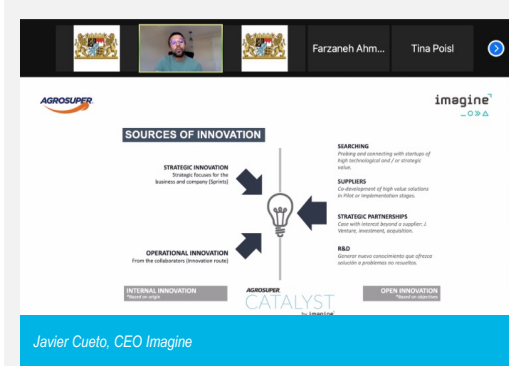 Farzaneh Ahm...
Tina Poisl
AGROSUPER
imagine
SOURCES OF INNOVATION
STRATEGIC INNOVATION
Strategic focuses for the
business and company (Sprints)
OPERATIONAL INNOVATION
From the collaborators (Innovation route)
INTERNAL INNOVATION
*Based on origin
SEARCHING
Probing and connecting with startups of
high technological and / or strategic
value.
SUPPLIERS
Co-development of high value solutions
in Pilot or implementation stages.
STRATEGIC PARTNERSHIPS
Case with interest beyond a supplier: J.
Venture, investment, acquisition.
R&D
Generar nuevo conocimiento que ofrezca
solución a problemas no resueltos.
OPEN INNOVATION
*Based on objectives
AGROSUPER
CATALYST
by imagine
Javier Cueto, CEO Imagine